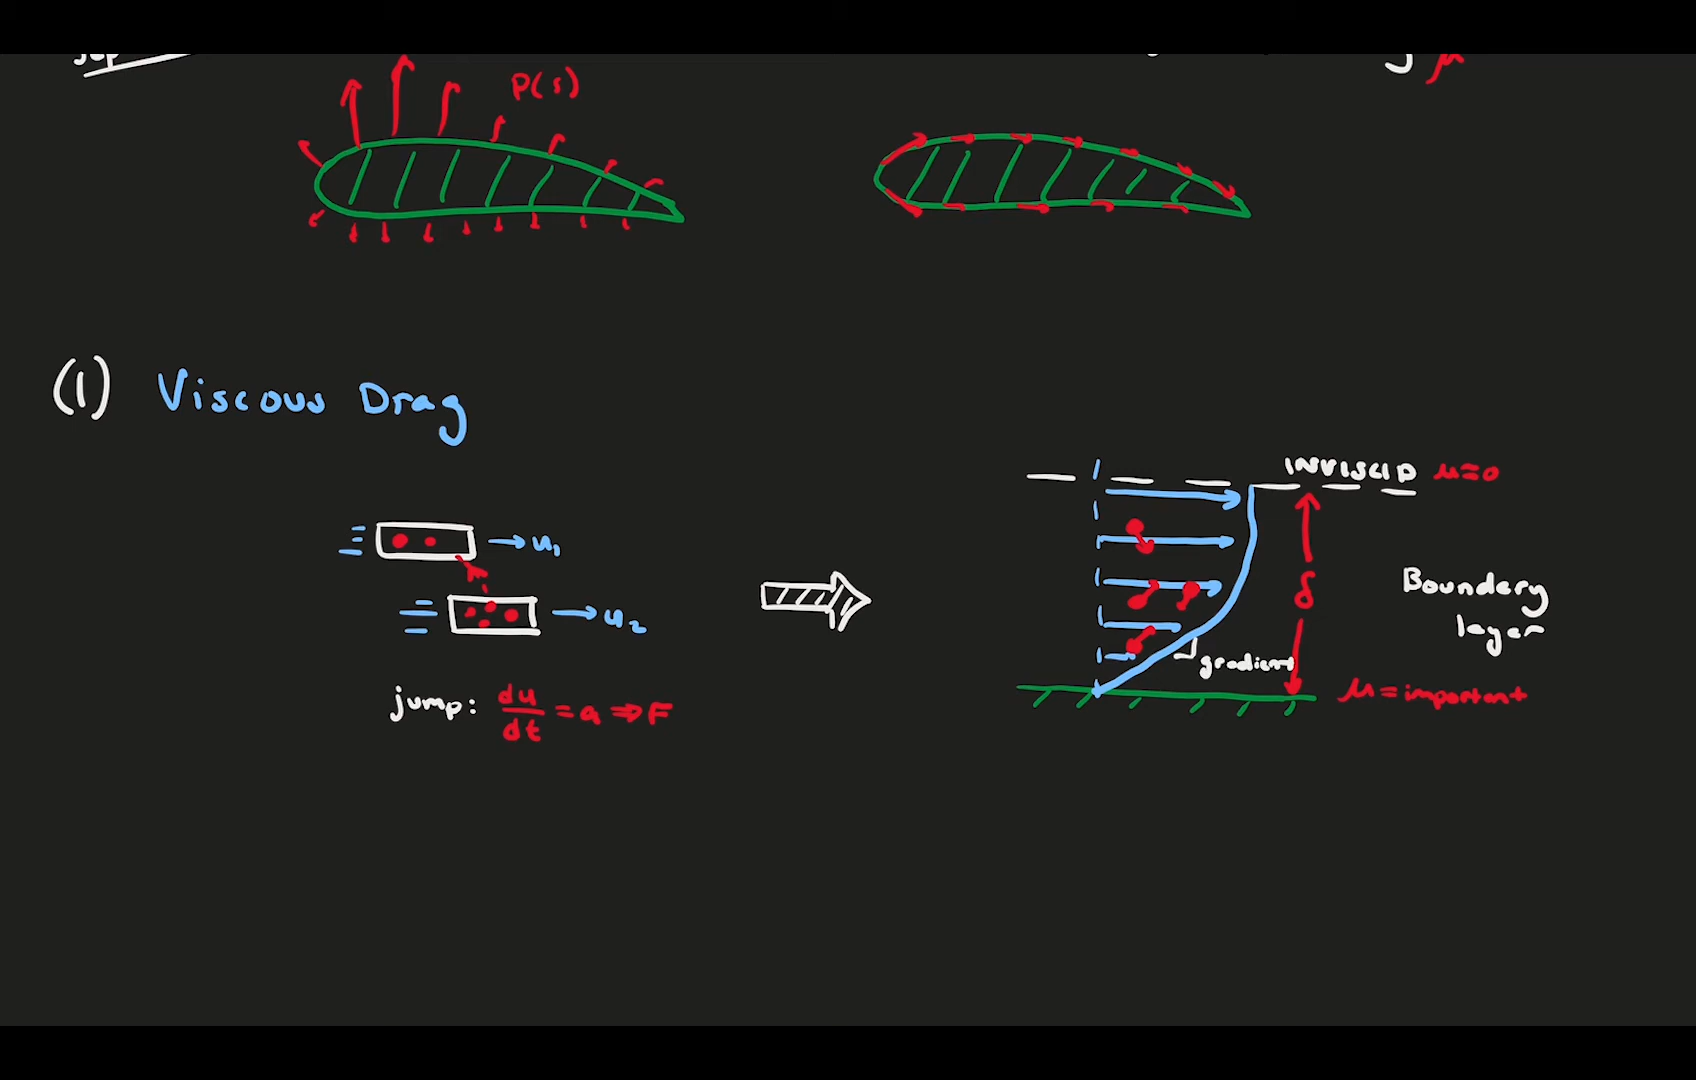 P(s)
μ
(1) Viscous Drag
INVISCID μ≈0
u₁
δ
Boundery
layer
u₂
gradient
jump: du/dt = a ⇒ F
μ = important